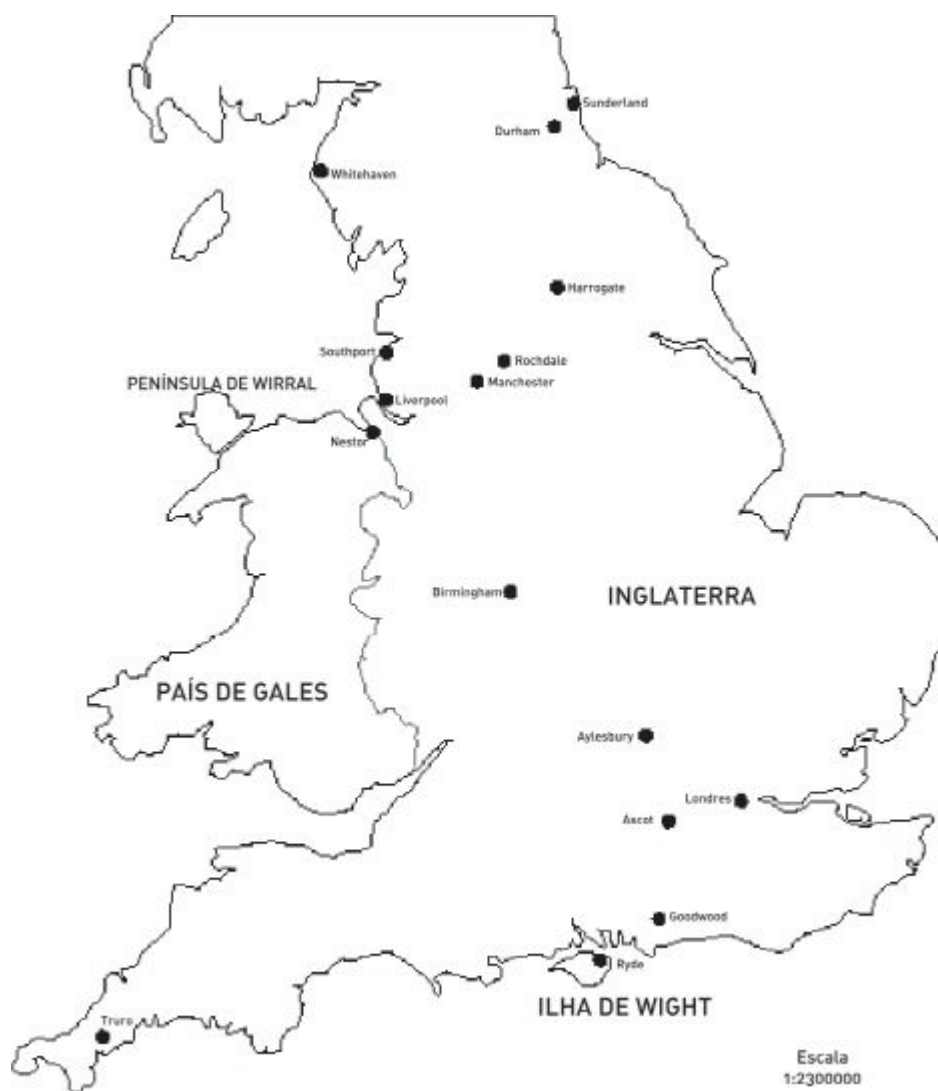 Sunderland
Durham
Whitehaven
Harrogate
Southport
Rochdale
PENÍNSULA DE WIRRAL
Manchester
Liverpool
Nestor
Birmingham
INGLATERRA
PAÍS DE GALES
Aylesbury
Londres
Ascot
Goodwood
Ryde
ILHA DE WIGHT
Truro
Escala
1:2300000